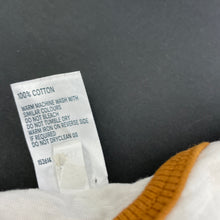 100% COTTON
WARM MACHINE WASH WITH
SIMILAR COLOURS
DO NOT BLEACH
DO NOT TUMBLE DRY
WARM IRON ON REVERSE SIDE
IF REQUIRED
DO NOT DRYCLEAN